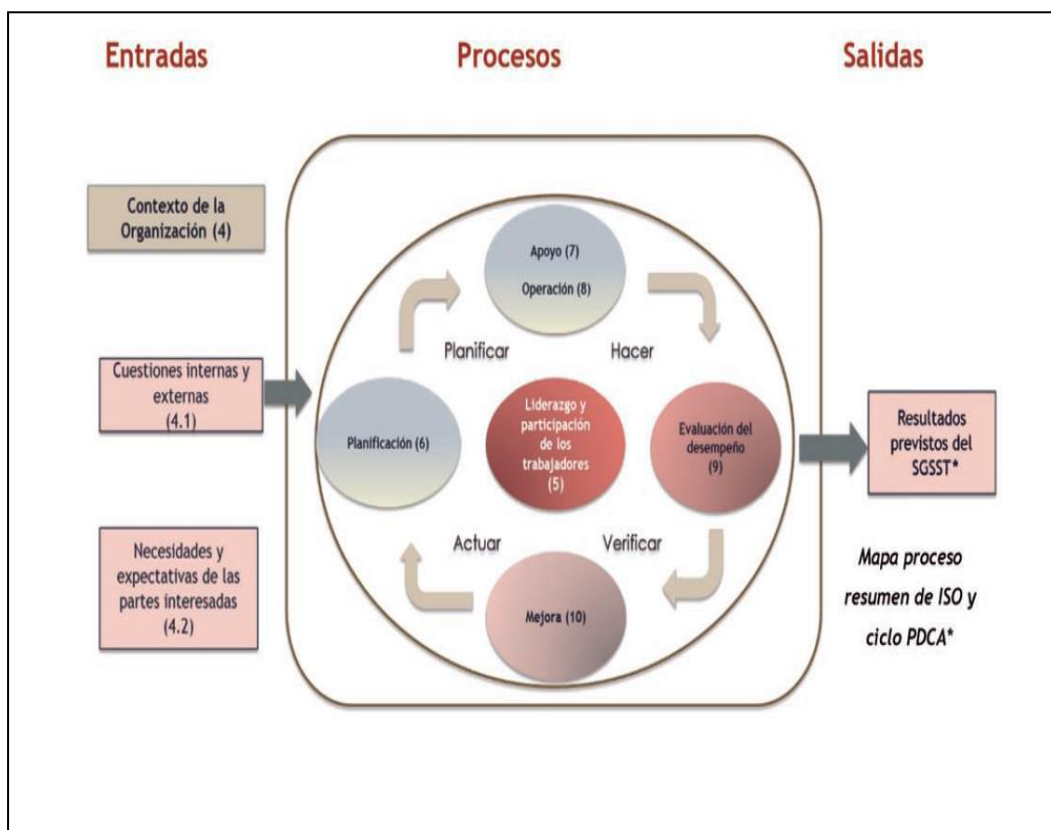 Entradas
Procesos
Salidas
Contexto de la
Organización (4)
Cuestiones internas y
externas
(4.1)
Necesidades y
expectativas de las
partes interesadas
(4.2)
Apoyo (7)
Operación (8)
Planificar
Hacer
Planificación (6)
Liderazgo y
participación
de los
trabajadores
(5)
Evaluación del
desempeño
(9)
Actuar
Verificar
Mejora (10)
Resultados
previstos del
SGSST*
Mapa proceso
resumen de ISO y
ciclo PDCA*